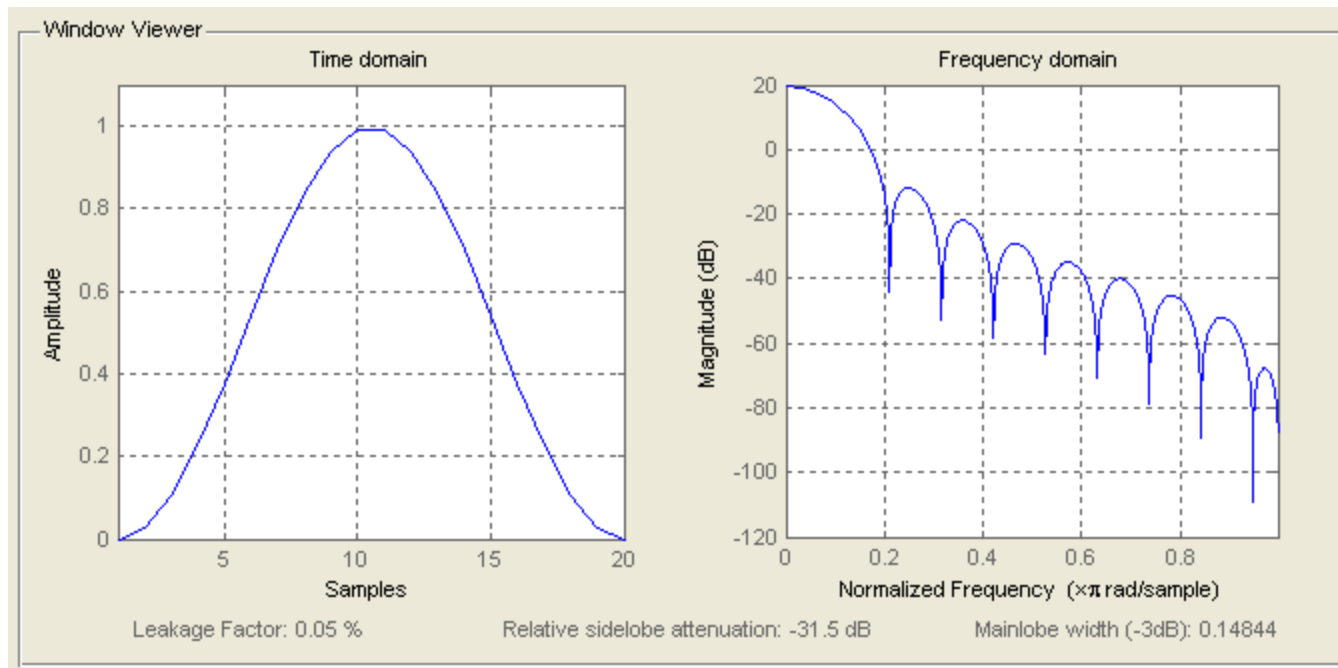 Window Viewer
Time domain
1
0.8
0.6
0.4
0.2
0
Amplitude
5
10
15
20
Samples
Frequency domain
20
0
-20
-40
-60
-80
-100
-120
Magnitude (dB)
0
0.2
0.4
0.6
0.8
Normalized Frequency (×π rad/sample)
Leakage Factor: 0.05 %
Relative sidelobe attenuation: -31.5 dB
Mainlobe width (-3dB): 0.14844